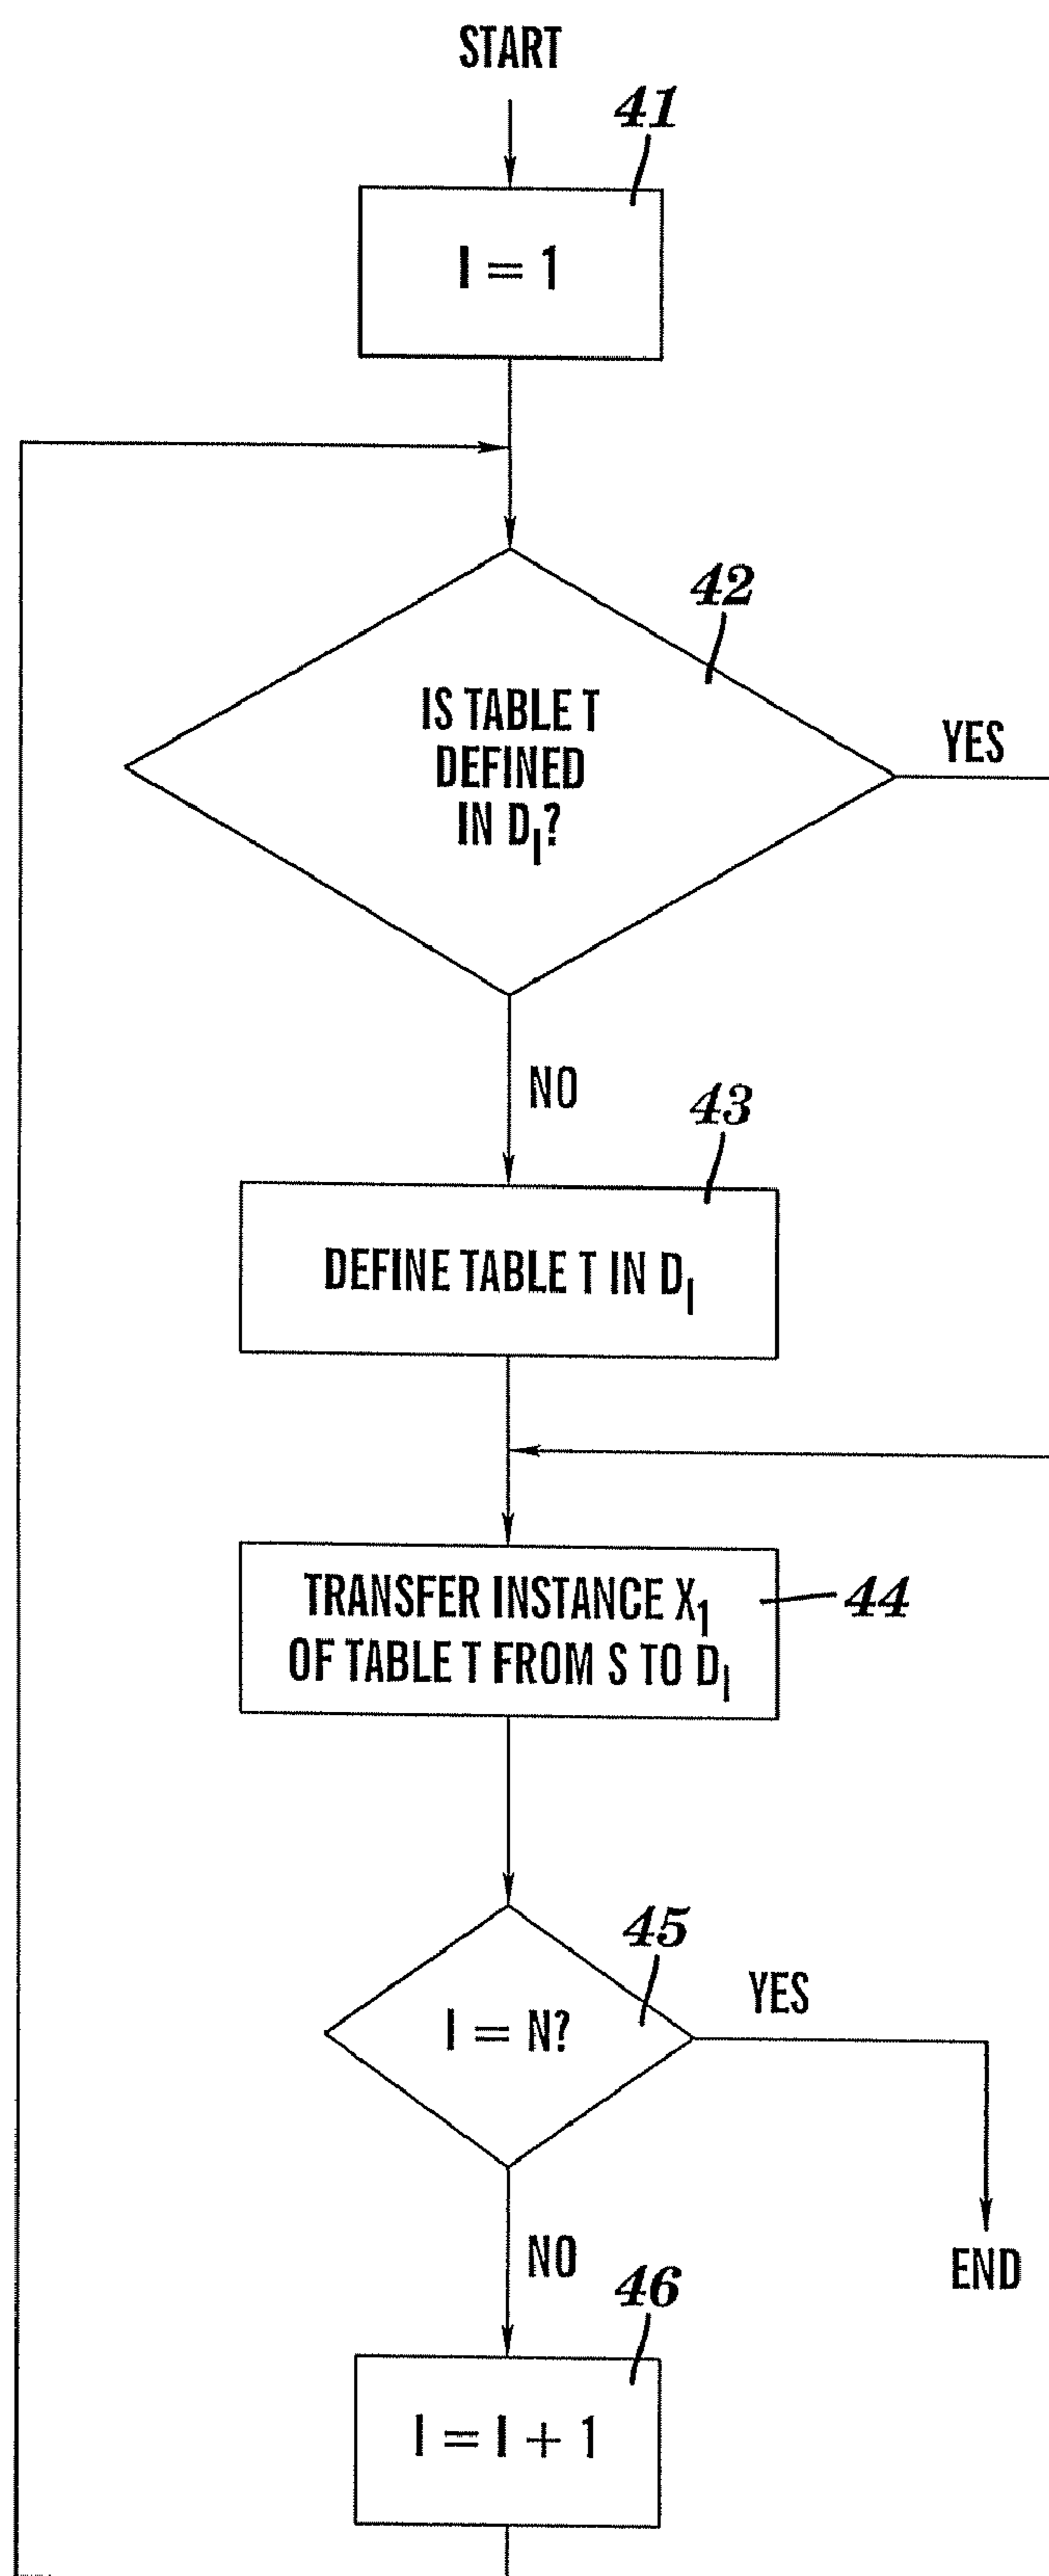 START
41
I = 1
42
IS TABLE T
DEFINED
IN D_I?
YES
NO
43
DEFINE TABLE T IN D_I
TRANSFER INSTANCE X_1
OF TABLE T FROM S TO D_I
44
45
I = N?
YES
NO
END
46
I = I + 1